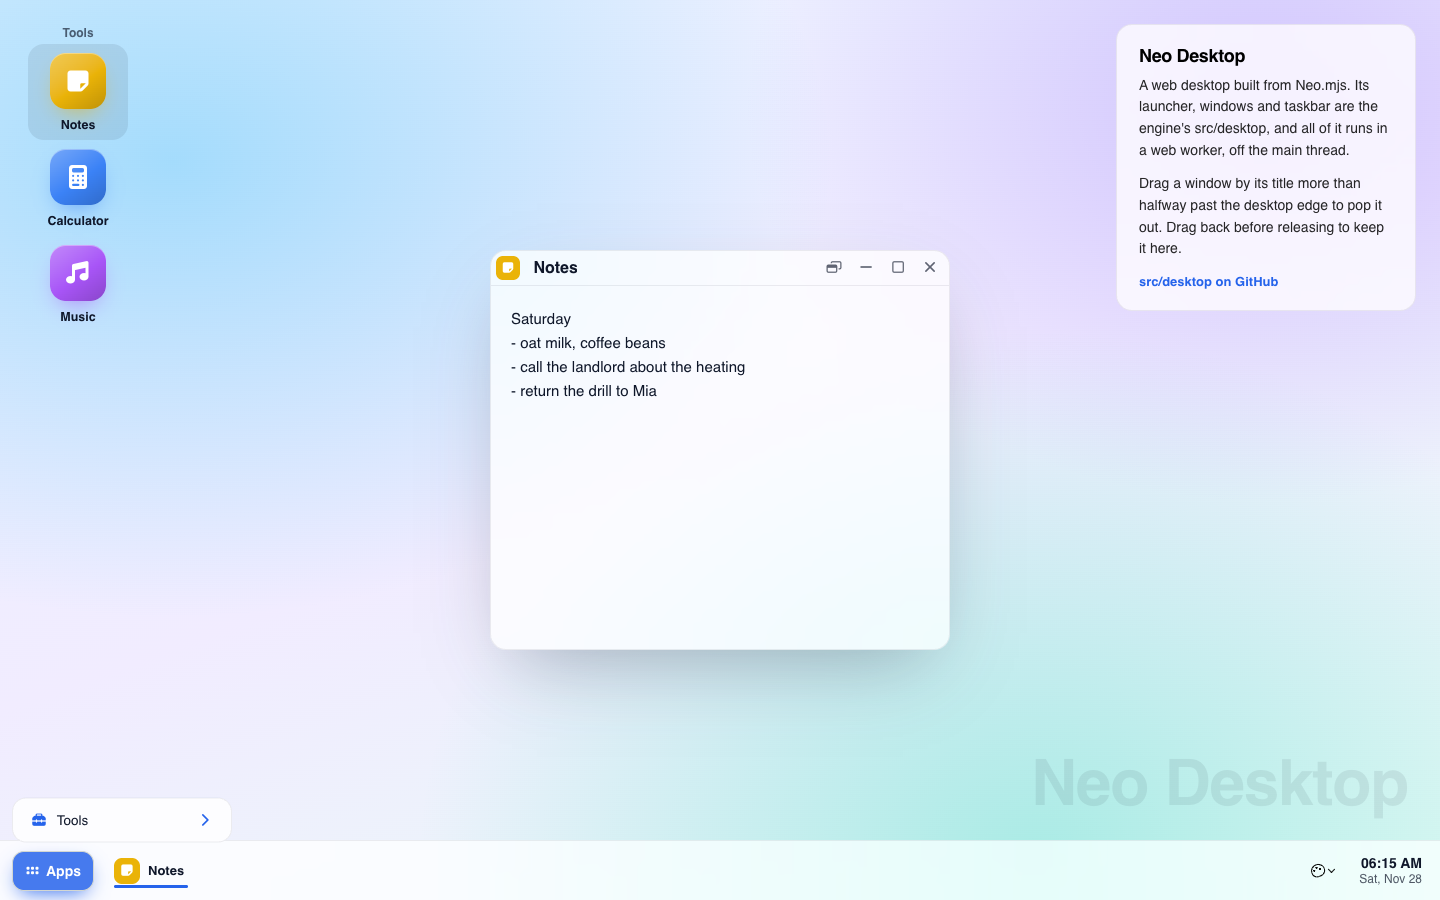 Tools
Notes
Calculator
Music
Neo Desktop
A web desktop built from Neo.mjs. Its
launcher, windows and taskbar are the
engine's src/desktop, and all of it runs in
a web worker, off the main thread.
Drag a window by its title more than
halfway past the desktop edge to pop it
out. Drag back before releasing to keep
it here.
src/desktop on GitHub
Notes
Saturday
- oat milk, coffee beans
- call the landlord about the heating
- return the drill to Mia
Neo Desktop
Tools
Apps
Notes
06:15 AM
Sat, Nov 28